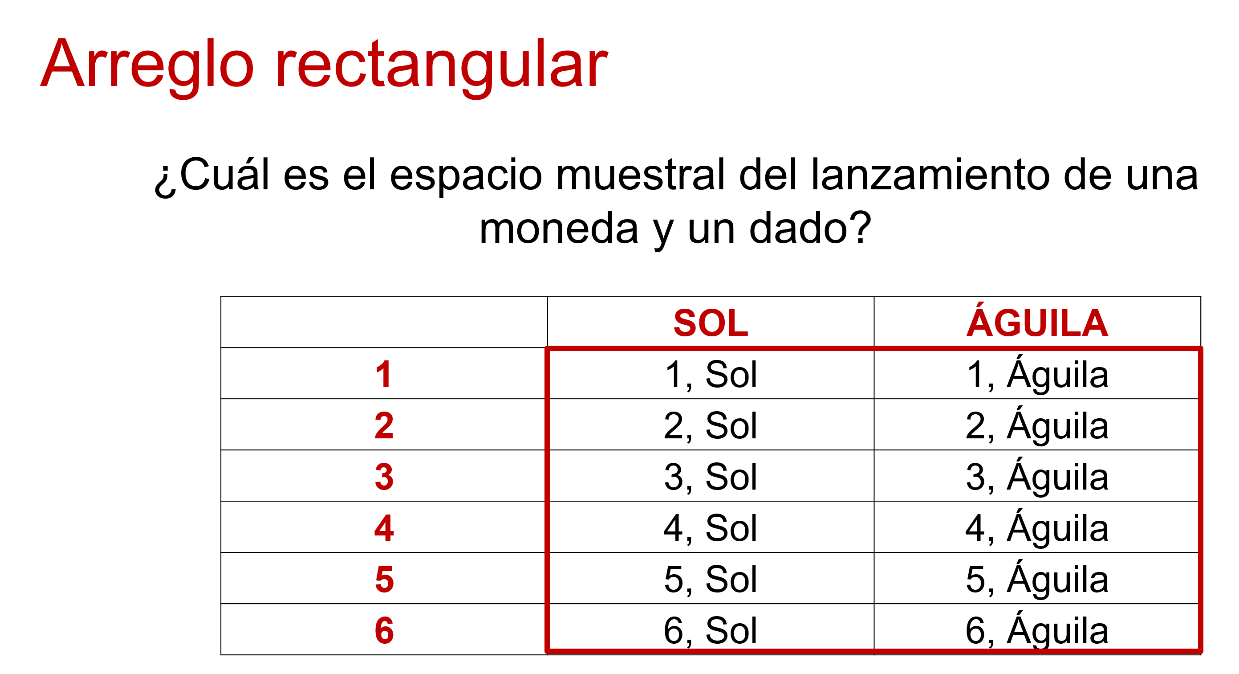 Arreglo rectangular
¿Cuál es el espacio muestral del lanzamiento de una
moneda y un dado?
SOL ÁGUILA
1 1, Sol 1, Águila
2 2, Sol 2, Águila
3 3, Sol 3, Águila
4 4, Sol 4, Águila
5 5, Sol 5, Águila
6 6, Sol 6, Águila